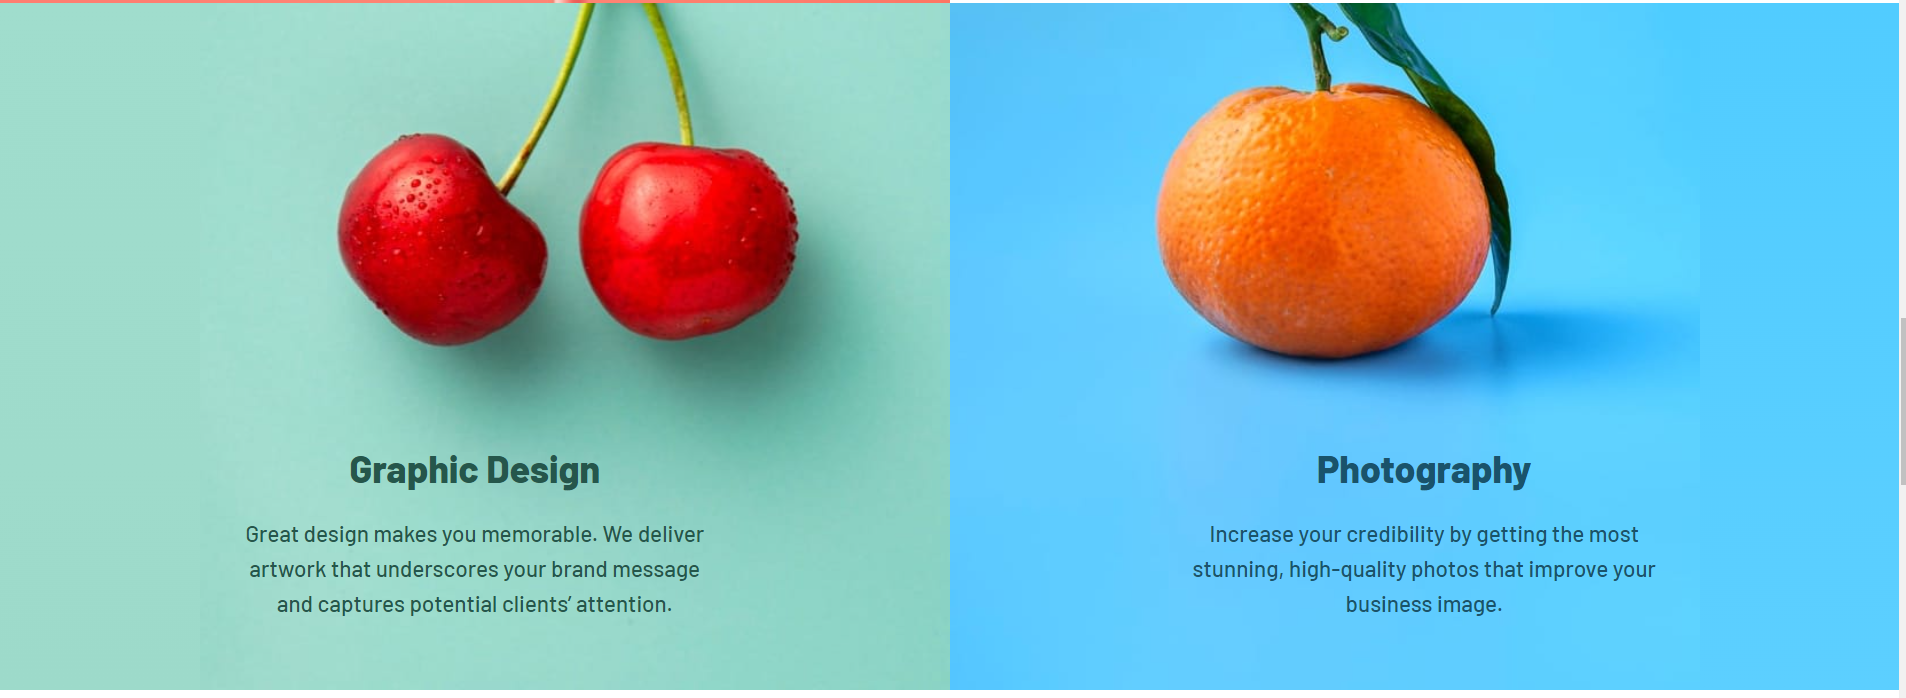 Graphic Design
Great design makes you memorable. We deliver
artwork that underscores your brand message
and captures potential clients’ attention.
Photography
Increase your credibility by getting the most
stunning, high-quality photos that improve your
business image.